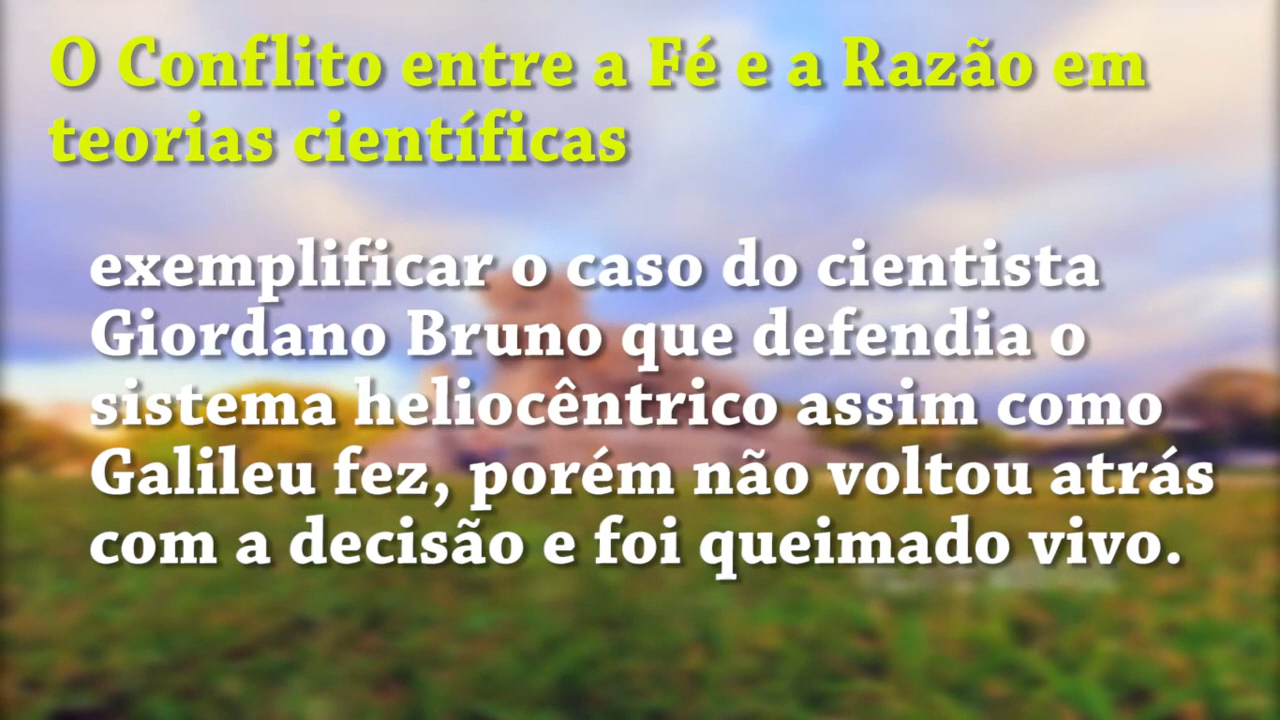 O Conflito entre a Fé e a Razão em
teorias científicas
exemplificar o caso do cientista
Giordano Bruno que defendia o
sistema heliocêntrico assim como
Galileu fez, porém não voltou atrás
com a decisão e foi queimado vivo.